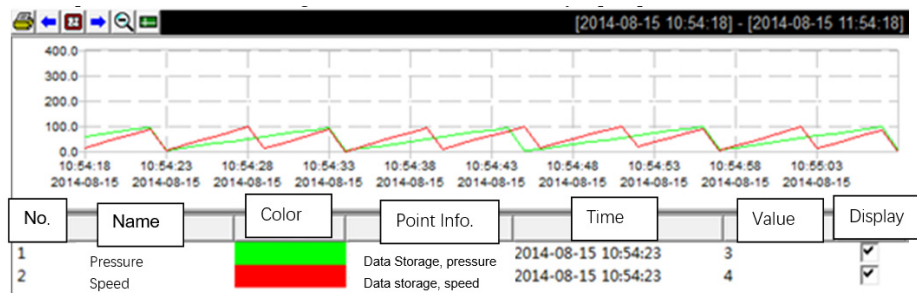 [2014-08-15 10:54:18] - [2014-08-15 11:54:18]
400.0
300.0
200.0
100.0
0.0
10:54:18 10:54:23 10:54:28 10:54:33 10:54:38 10:54:43 10:54:48 10:54:53 10:54:58 10:55:03
2014-08-15 2014-08-15 2014-08-15 2014-08-15 2014-08-15 2014-08-15 2014-08-15 2014-08-15 2014-08-15 2014-08-15
No. Name Color Point Info. Time Value Display
1 Pressure Data Storage, pressure 2014-08-15 10:54:23 3
2 Speed Data storage, speed 2014-08-15 10:54:23 4